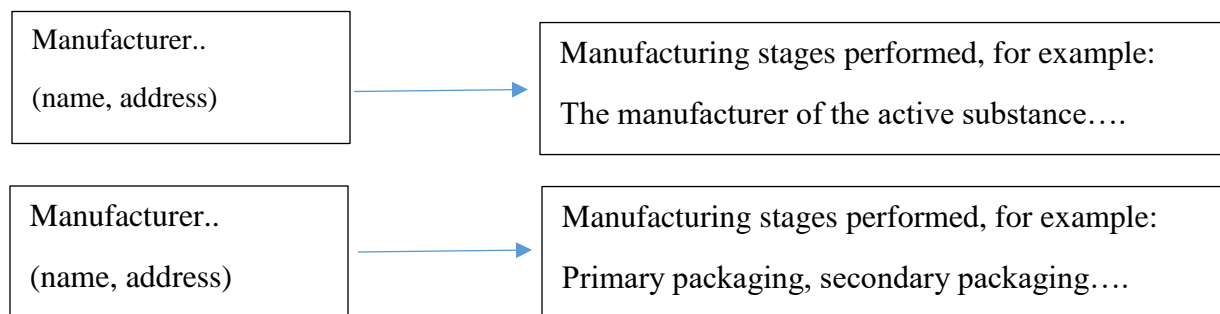 Manufacturer..
(name, address)
Manufacturing stages performed, for example:
The manufacturer of the active substance….
Manufacturer..
(name, address)
Manufacturing stages performed, for example:
Primary packaging, secondary packaging….